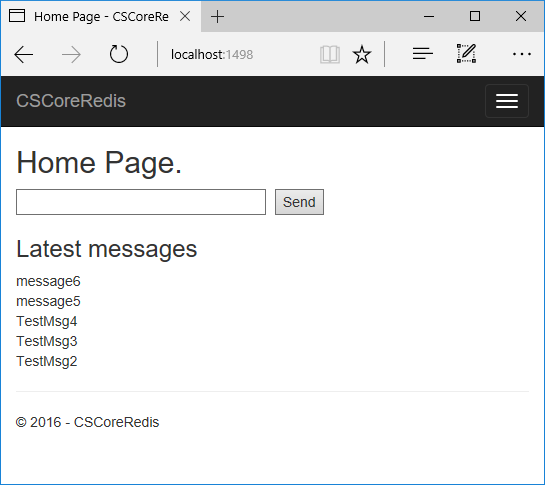 Home Page - CSCoreRe
localhost:1498
CSCoreRedis
Home Page.
Send
Latest messages
message6
message5
TestMsg4
TestMsg3
TestMsg2
© 2016 - CSCoreRedis